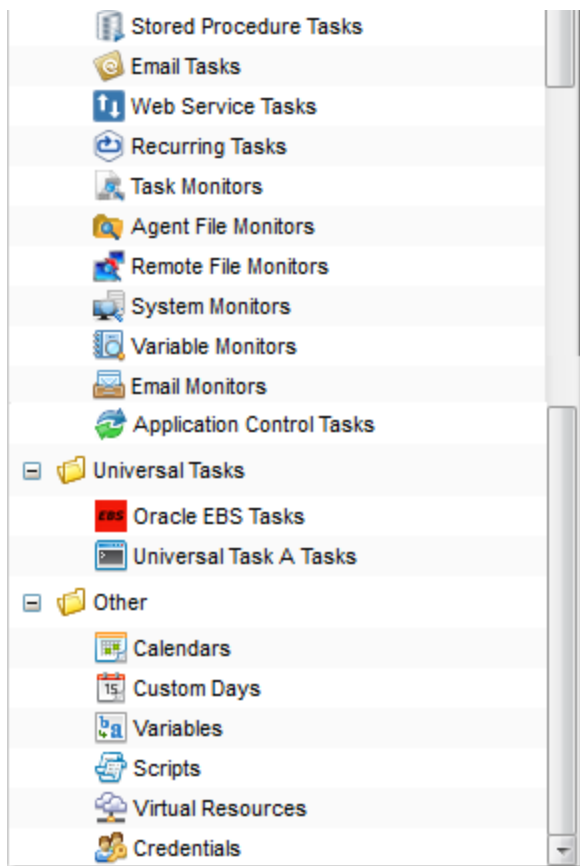 Stored Procedure Tasks
Email Tasks
Web Service Tasks
Recurring Tasks
Task Monitors
Agent File Monitors
Remote File Monitors
System Monitors
Variable Monitors
Email Monitors
Application Control Tasks
Universal Tasks
EBS Oracle EBS Tasks
Universal Task A Tasks
Other
Calendars
15 Custom Days
b a Variables
Scripts
Virtual Resources
Credentials